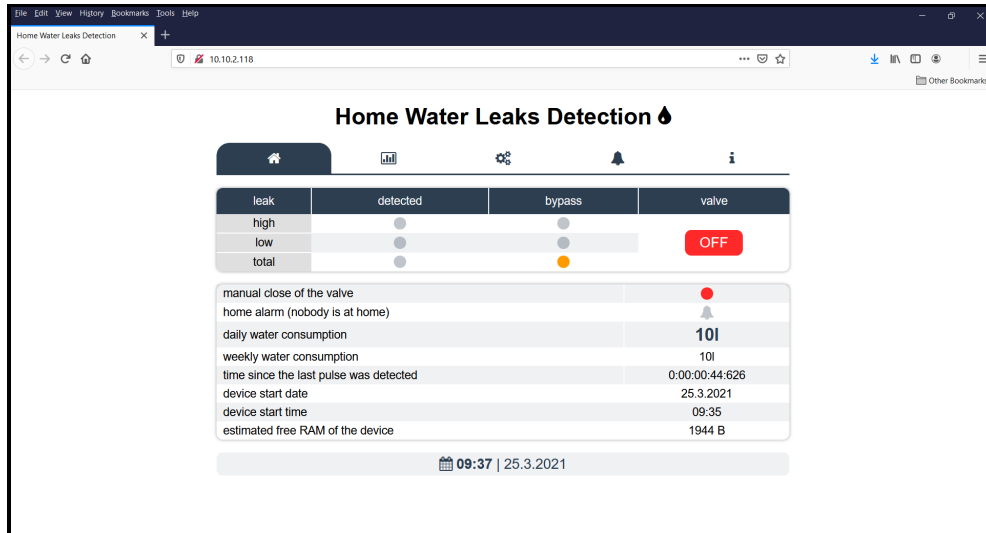 File Edit View History Bookmarks Tools Help
Home Water Leaks Detection
10.10.2.118
Other Bookmarks
Home Water Leaks Detection
leak detected bypass valve
high
low OFF
total
manual close of the valve
home alarm (nobody is at home)
daily water consumption 10l
weekly water consumption 10l
time since the last pulse was detected 0:00:00:44:626
device start date 25.3.2021
device start time 09:35
estimated free RAM of the device 1944 B
09:37 | 25.3.2021